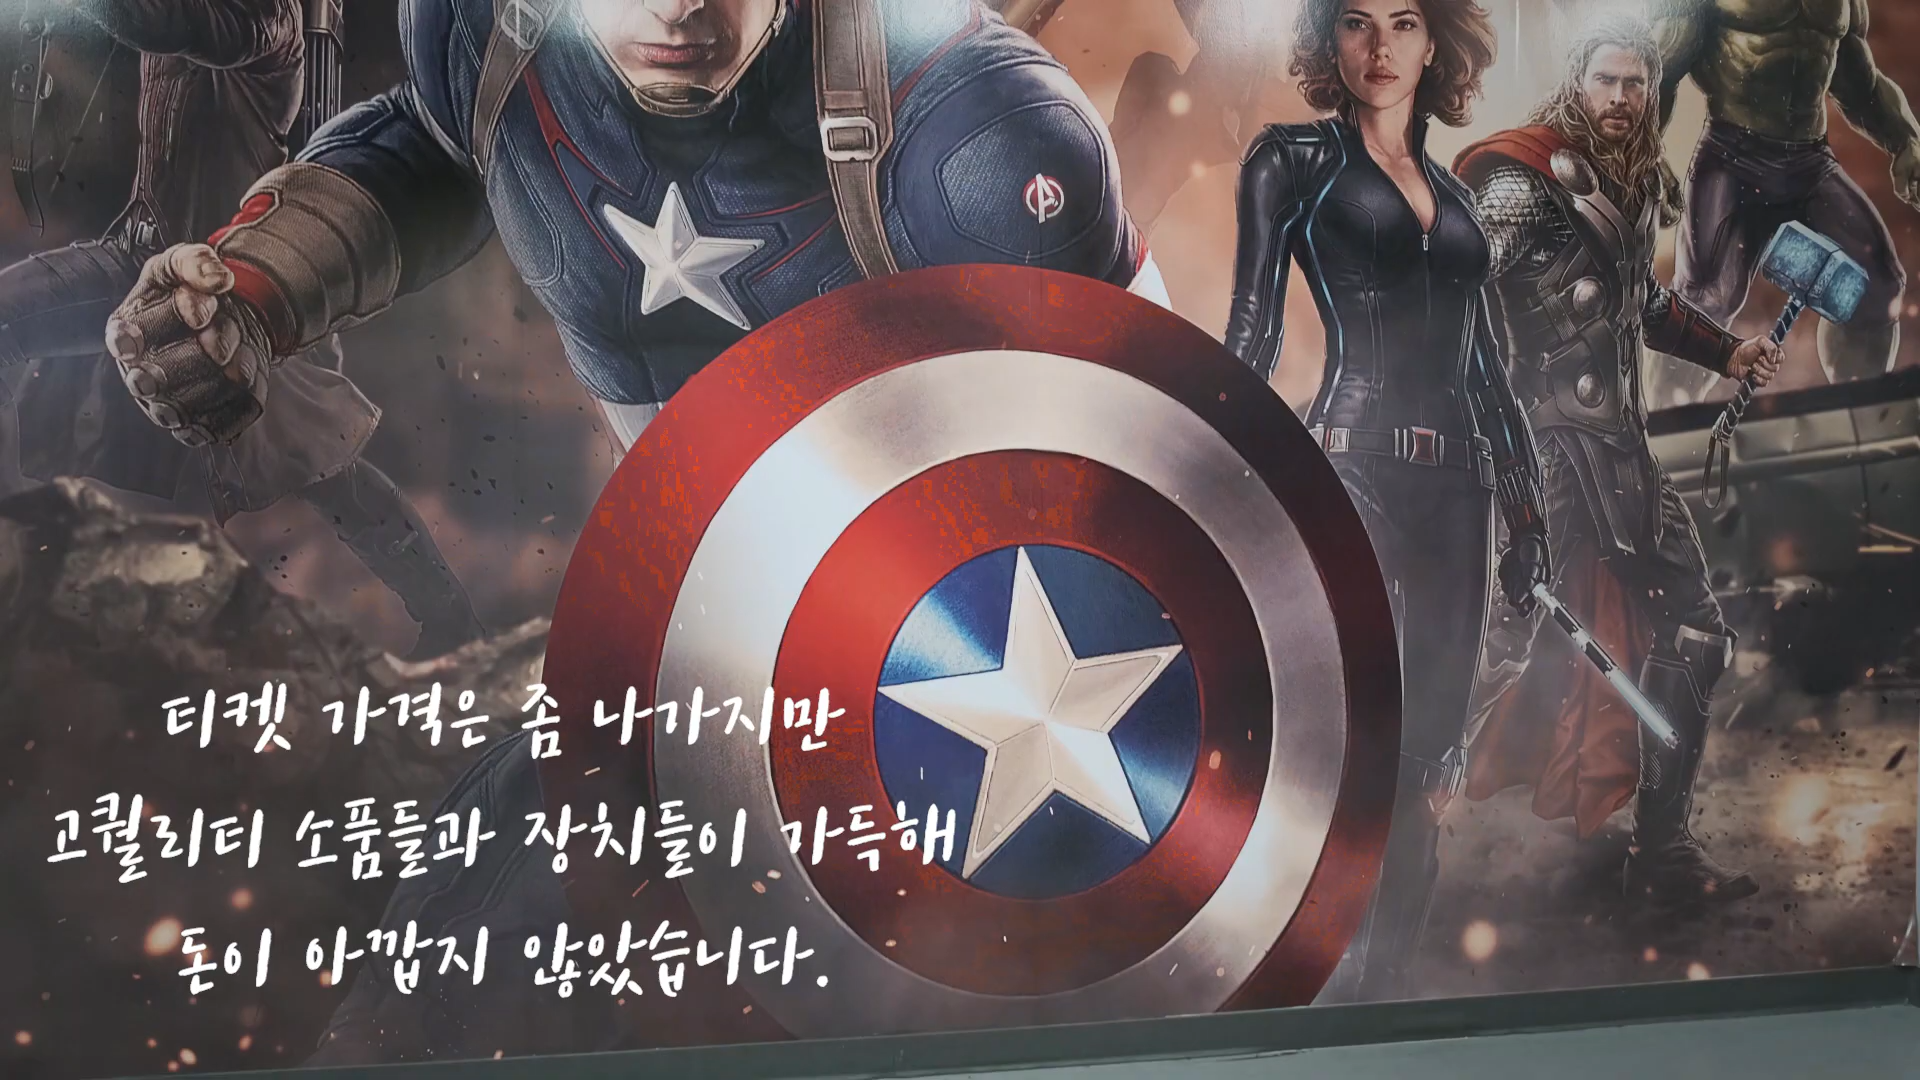 티켓 가격은 좀 나가지만
고퀄리티 소품들과 장치들이 가득해
돈이 아깝지 않았습니다.